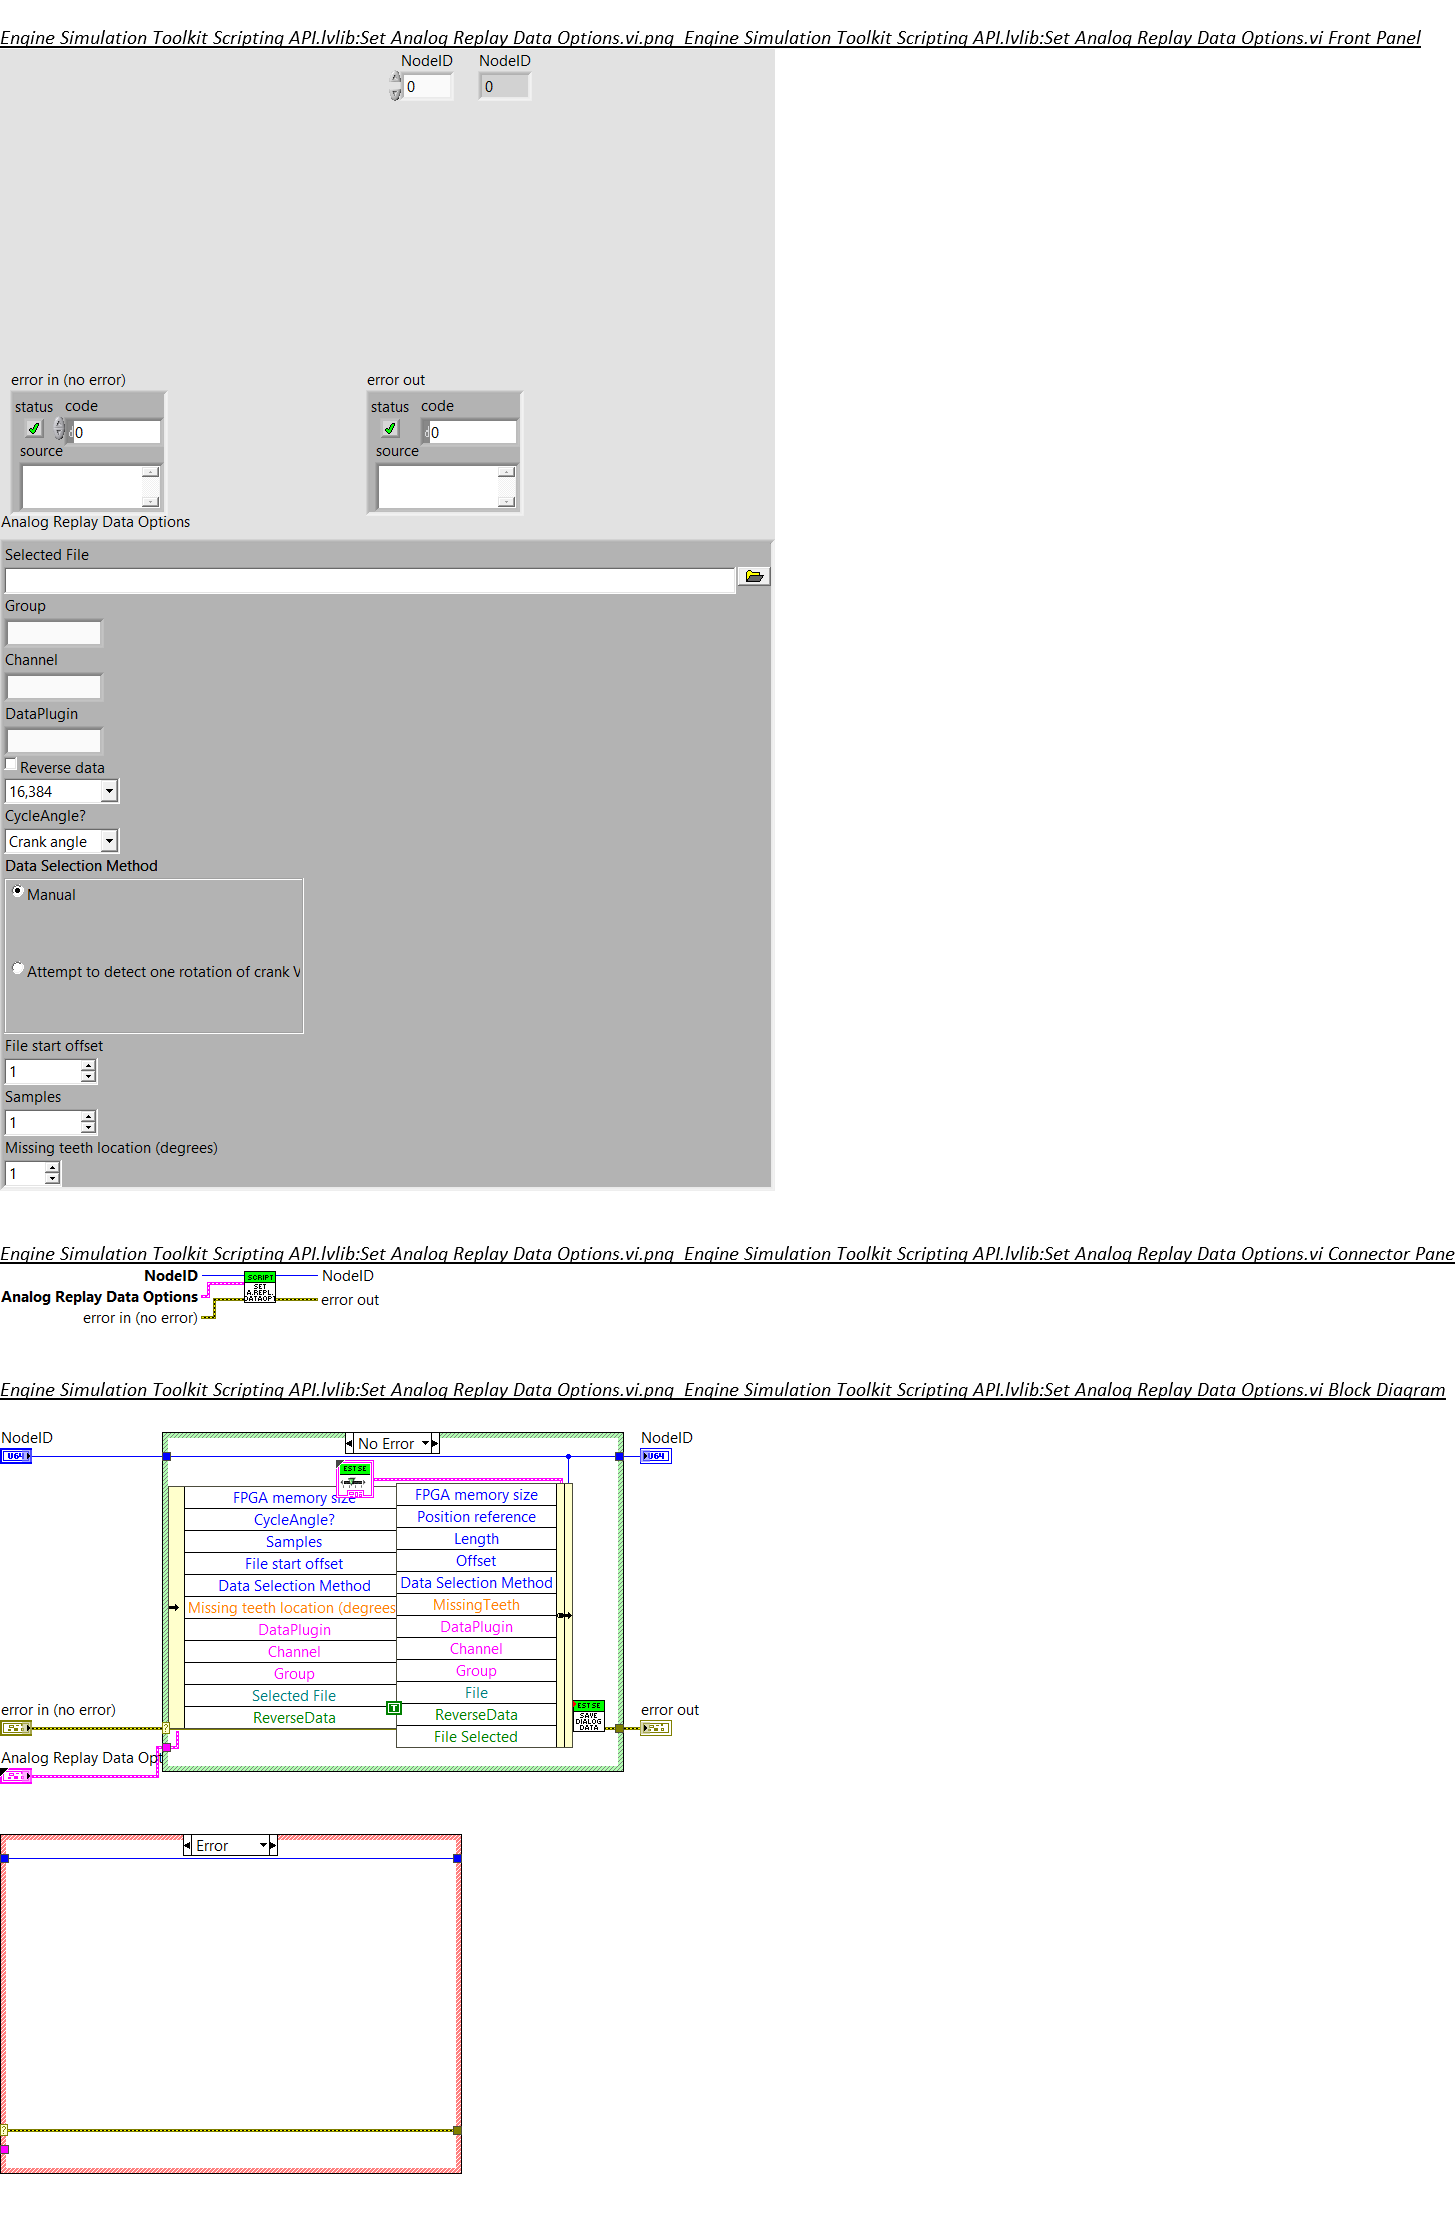 Engine Simulation Toolkit Scripting API.lvlib:Set Analog Replay Data Options.vi.png  Engine Simulation Toolkit Scripting API.lvlib:Set Analog Replay Data Options.vi Front Panel
NodeID NodeID
0 0
error in (no error) error out
status code status code
0 0
source source
Analog Replay Data Options
Selected File
Group
Channel
DataPlugin
Reverse data
16,384
CycleAngle?
Crank angle
Data Selection Method
Manual
Attempt to detect one rotation of crank
File start offset
1
Samples
1
Missing teeth location (degrees)
1
Engine Simulation Toolkit Scripting API.lvlib:Set Analog Replay Data Options.vi.png  Engine Simulation Toolkit Scripting API.lvlib:Set Analog Replay Data Options.vi Connector Pane
NodeID SCRIPT NodeID
SET
Analog Replay Data Options A.REPL. error out
DATAOPT
error in (no error)
Engine Simulation Toolkit Scripting API.lvlib:Set Analog Replay Data Options.vi.png  Engine Simulation Toolkit Scripting API.lvlib:Set Analog Replay Data Options.vi Block Diagram
NodeID No Error NodeID
U64 U64
EST SE
FPGA memory size FPGA memory size
CycleAngle? Position reference
Samples Length
File start offset Offset
Data Selection Method Data Selection Method
Missing teeth location (degrees MissingTeeth
DataPlugin DataPlugin
Channel Channel
Group Group
Selected File File
ReverseData T ReverseData
File Selected
error in (no error) EST SE error out
SAVE
DIALOG
DATA
?
Analog Replay Data Opt
Error
?